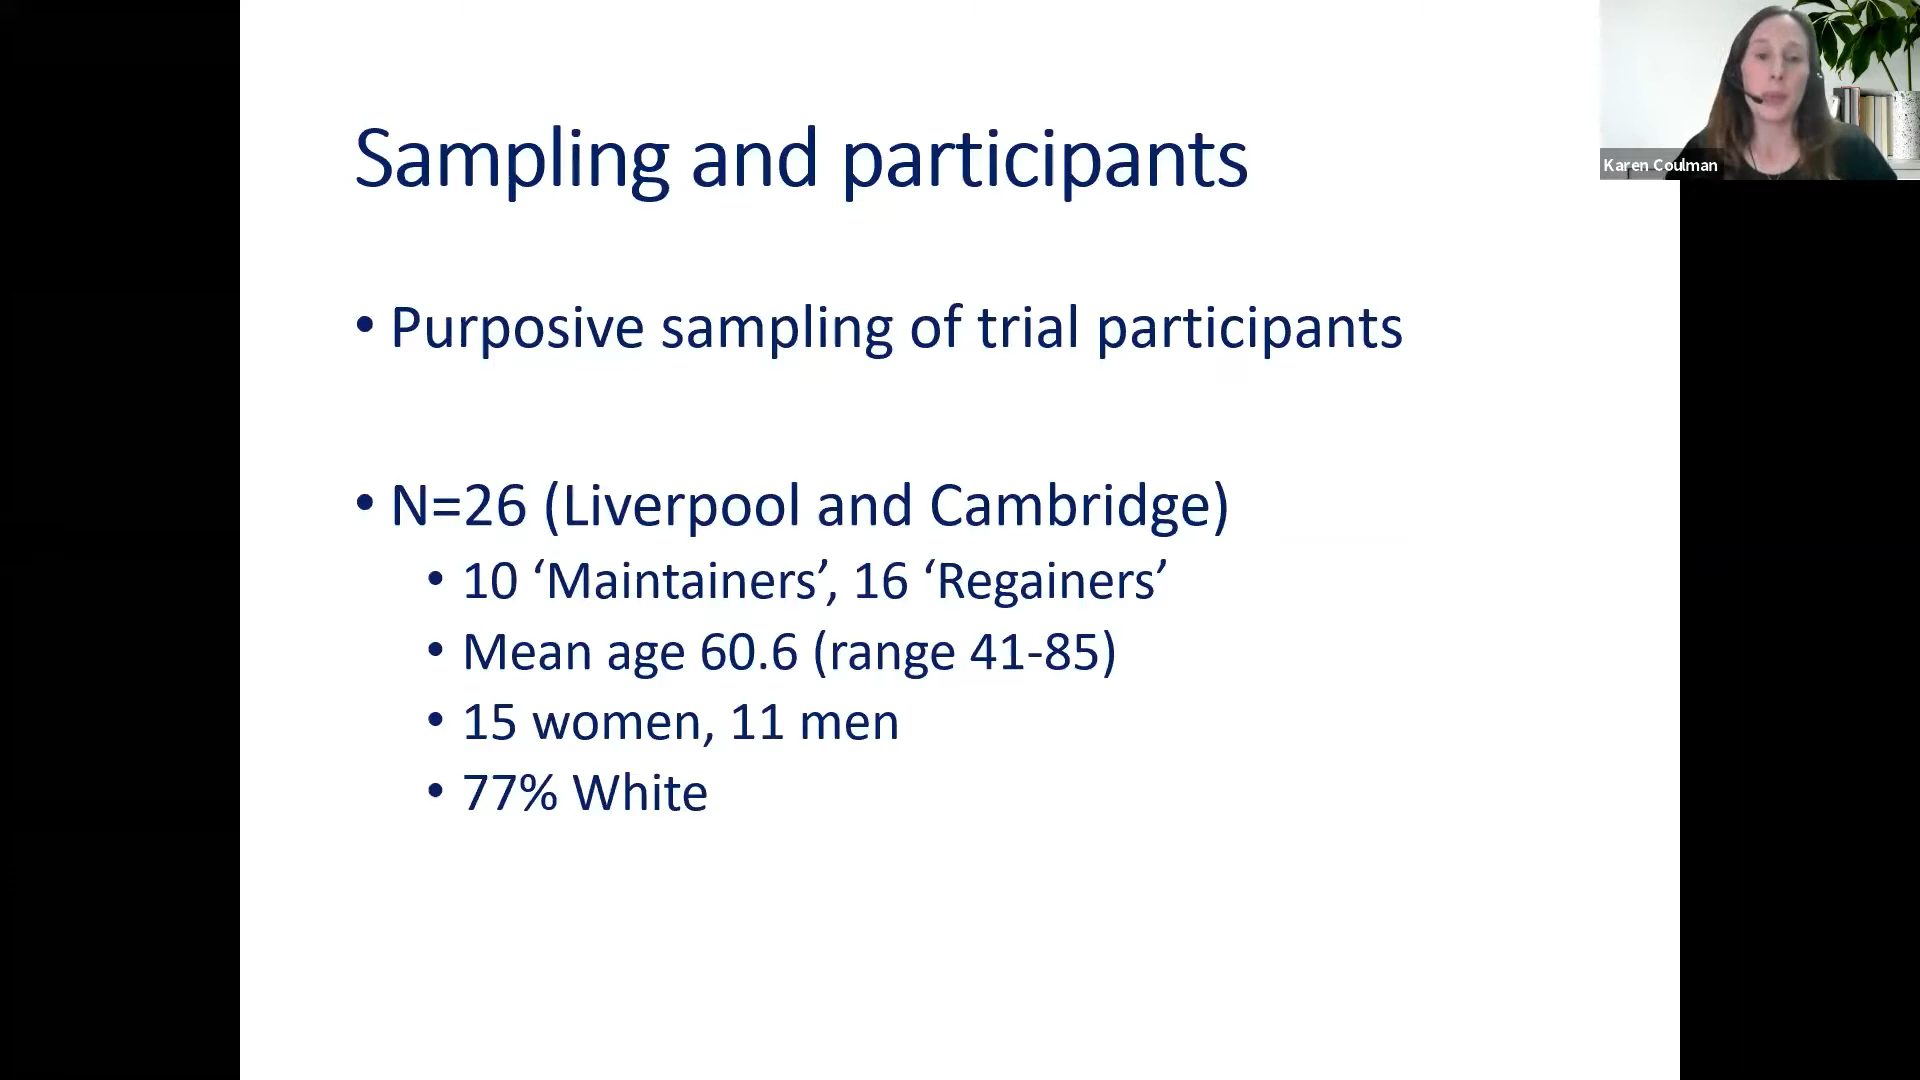 Sampling and participants
• Purposive sampling of trial participants
• N=26 (Liverpool and Cambridge)
• 10 ‘Maintainers’, 16 ‘Regainers’
• Mean age 60.6 (range 41-85)
• 15 women, 11 men
• 77% White
Karen Coulman